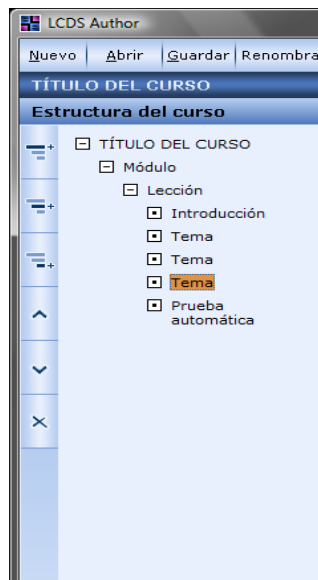 LCDS Author
Nuevo Abrir Guardar Renombra
TÍTULO DEL CURSO
Estructura del curso
TÍTULO DEL CURSO
Módulo
Lección
Introducción
Tema
Tema
Tema
Prueba
automática